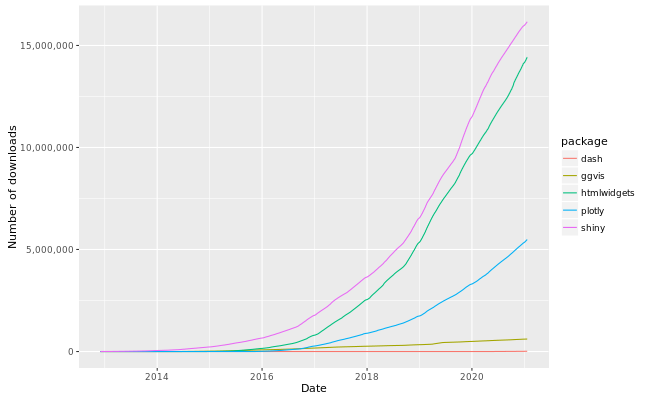 15,000,000
10,000,000
5,000,000
0
Number of downloads
2014
2016
2018
2020
Date
package
dash
ggvis
htmlwidgets
plotly
shiny